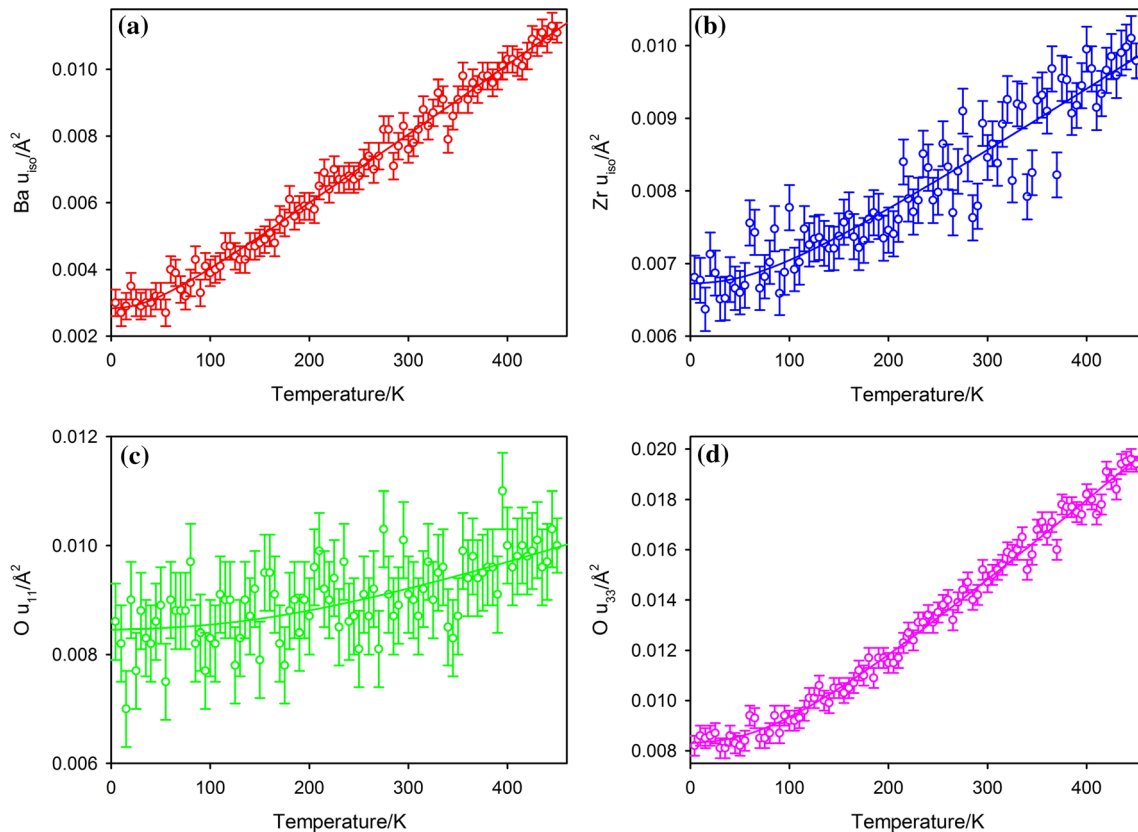 (a)
Ba u_iso/Å²
0.010
0.008
0.006
0.004
0.002
0 100 200 300 400
Temperature/K
(b)
Zr u_iso/Å²
0.010
0.009
0.008
0.007
0.006
0 100 200 300 400
Temperature/K
(c)
O u₁₁/Å²
0.012
0.010
0.008
0.006
0 100 200 300 400
Temperature/K
(d)
O u₃₃/Å²
0.020
0.018
0.016
0.014
0.012
0.010
0.008
0 100 200 300 400
Temperature/K